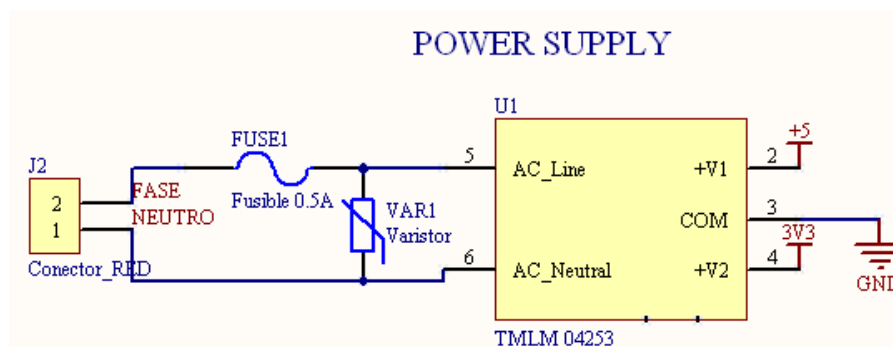 POWER SUPPLY
U1
FUSE1
Fusible 0.5A
J2
2
1
FASE
NEUTRO
Conector_RED
VAR1
Varistor
5
AC_Line
6
AC_Neutral
+V1
2
+5
COM
3
3V3
+V2
4
GND
TMLM 04253